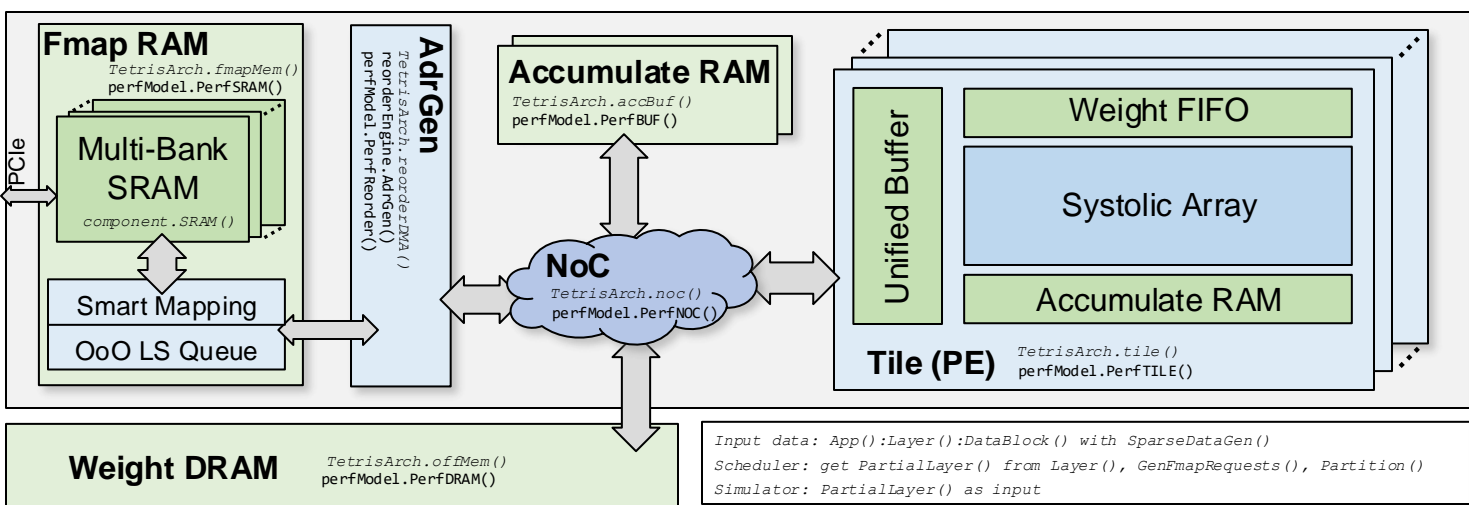 Fmap RAM
TetrisArch.fmapMem()
perfModel.PerfSRAM()
Multi-Bank
SRAM
component.SRAM()
PCIe
Smart Mapping
OoO LS Queue
AdrGen
TetrisArch.reorderDMA()
reorderEngine.AdrGen()
perfModel.PerfReorder()
Accumulate RAM
TetrisArch.accBuf()
perfModel.PerfBUF()
NoC
TetrisArch.noc()
perfModel.PerfNOC()
Unified Buffer
Weight FIFO
Systolic Array
Accumulate RAM
Tile (PE)
TetrisArch.tile()
perfModel.PerfTILE()
Weight DRAM
TetrisArch.offMem()
perfModel.PerfDRAM()
Input data: App():Layer():DataBlock() with SparseDataGen()
Scheduler: get PartialLayer() from Layer(), GenFmapRequests(), Partition()
Simulator: PartialLayer() as input